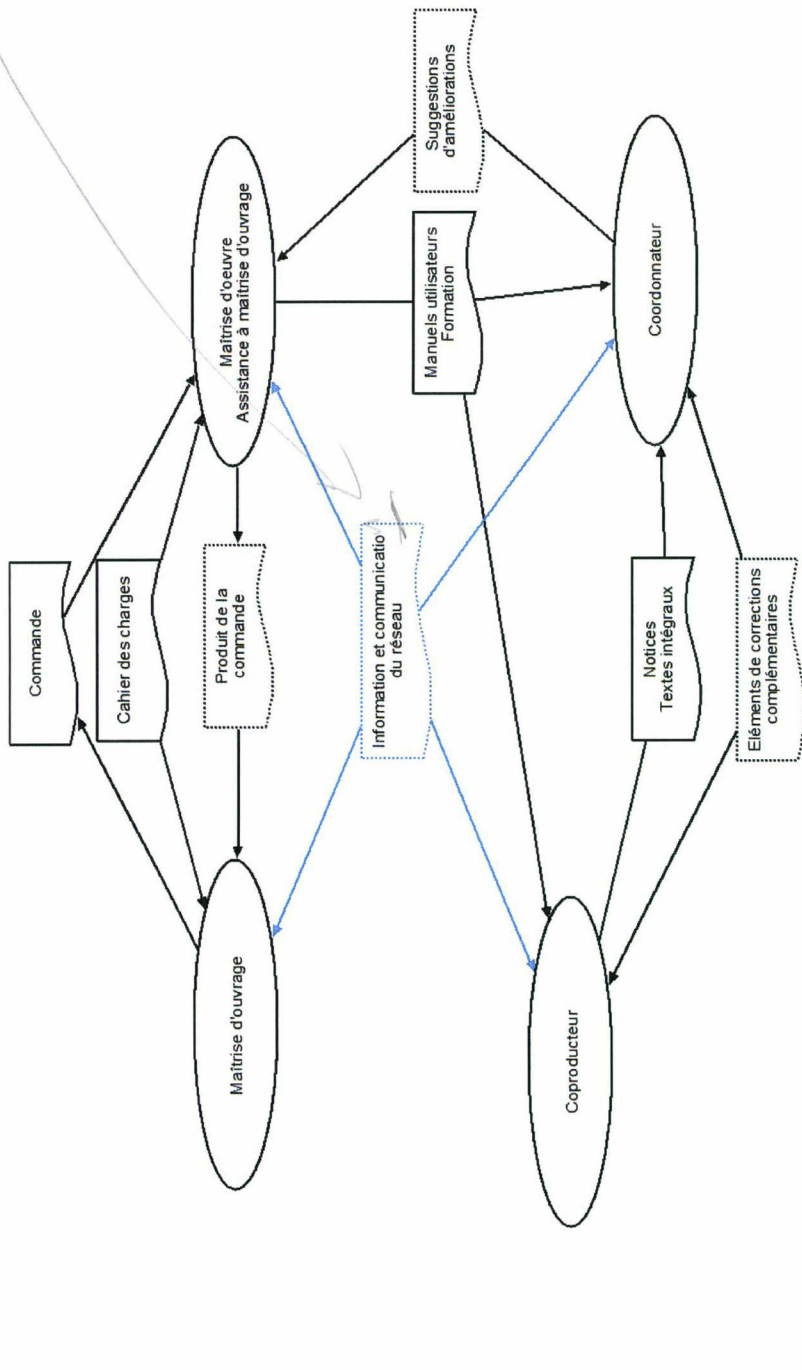 Commande
Cahier des charges
Produit de la
commande
Maîtrise d'ouvrage
Maîtrise d'oeuvre
Assistance à maîtrise d'ouvrage
Information et communicatio
du réseau
Manuels utilisateurs
Formation
Suggestions
d'améliorations
Coproducteur
Coordonnateur
Notices
Textes intégraux
Eléments de corrections
complémentaires